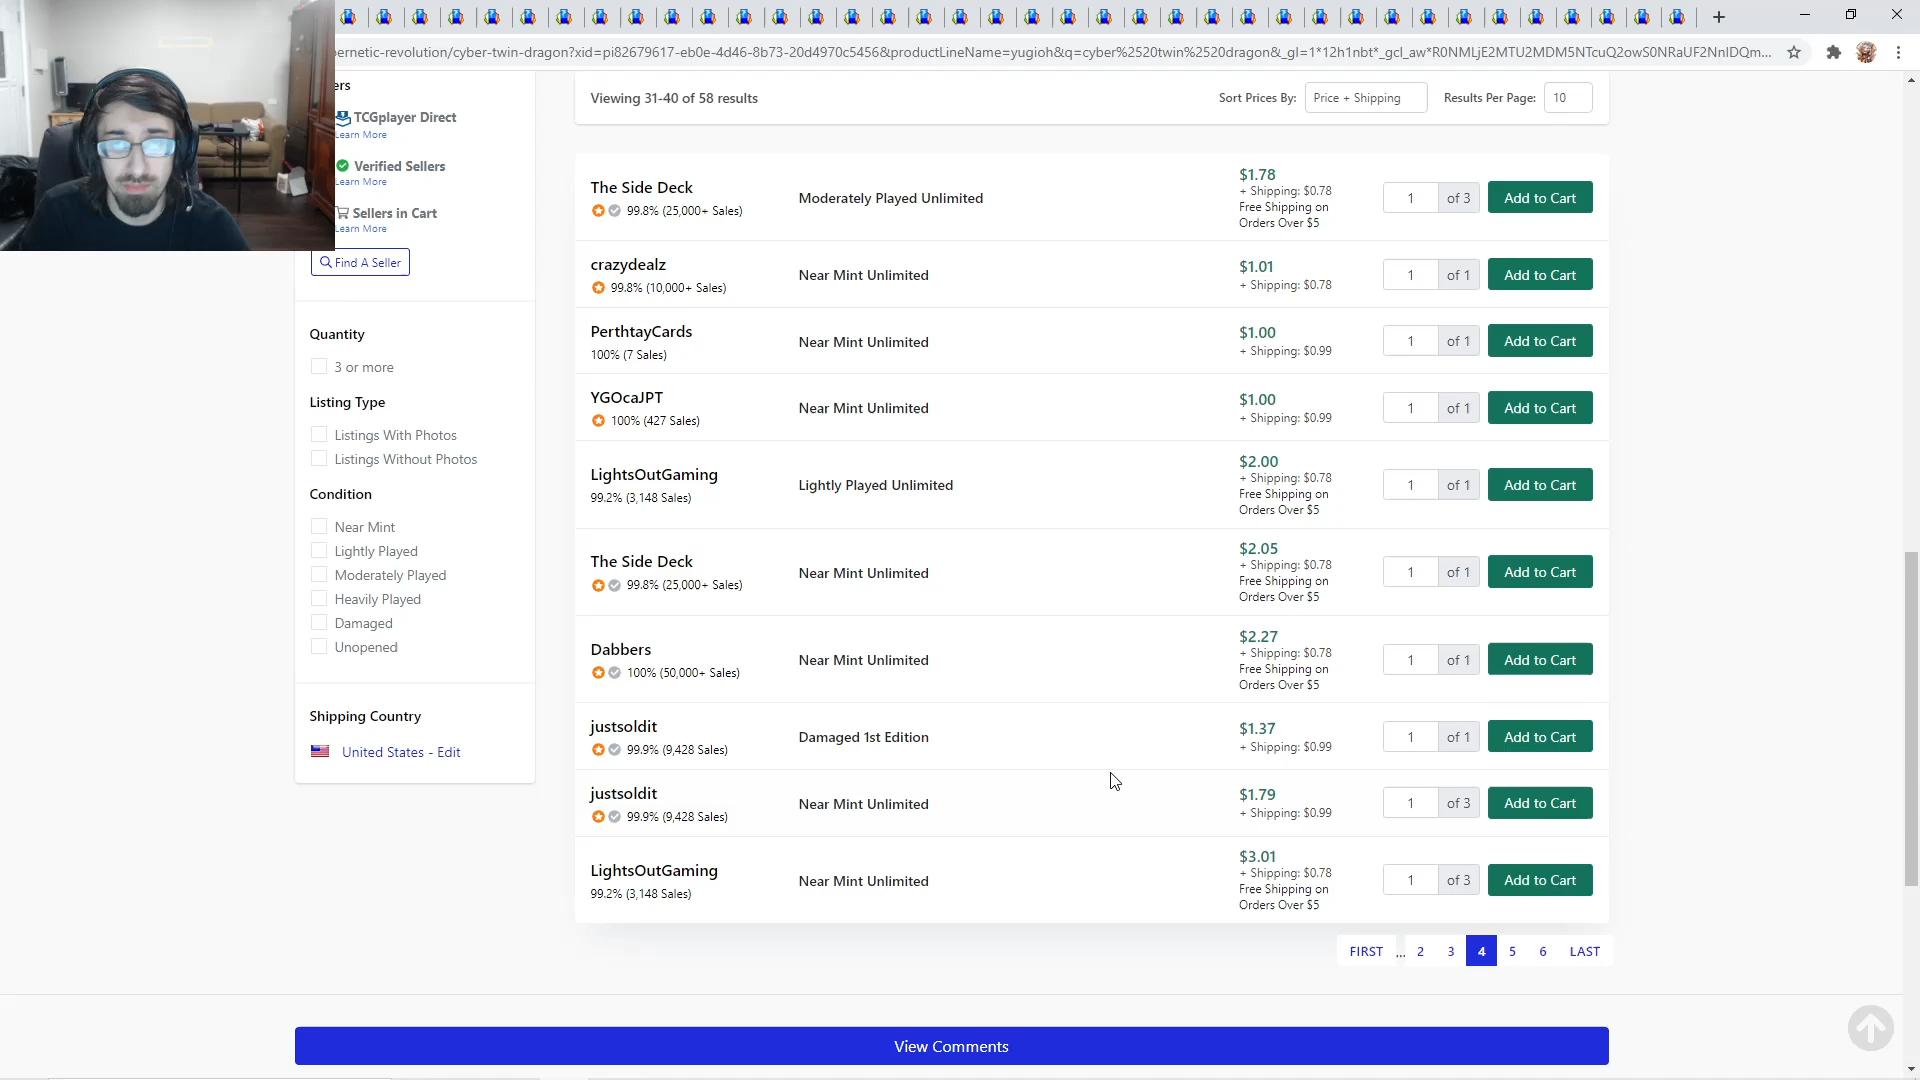 ernetic-revolution/cyber-twin-dragon?xid=pi82679617-eb0e-4d46-8b73-20d4970c5456&productLineName=yugioh&q=cyber%2520twin%2520dragon&_gl=1*12h1nbt*_gcl_aw*R0NMLjE2MTU2MDM5NTcuQ2owS0NRaUF2NnlDQm...
ers
TCGplayer Direct
Learn More
Verified Sellers
Learn More
Sellers in Cart
Learn More
Find A Seller
Quantity
3 or more
Listing Type
Listings With Photos
Listings Without Photos
Condition
Near Mint
Lightly Played
Moderately Played
Heavily Played
Damaged
Unopened
Shipping Country
United States - Edit
Viewing 31-40 of 58 results
Sort Prices By: Price + Shipping Results Per Page: 10
The Side Deck
99.8% (25,000+ Sales)
Moderately Played Unlimited
$1.78
+ Shipping: $0.78
Free Shipping on
Orders Over $5
1 of 3 Add to Cart
crazydealz
99.8% (10,000+ Sales)
Near Mint Unlimited
$1.01
+ Shipping: $0.78
1 of 1 Add to Cart
PerthtayCards
100% (7 Sales)
Near Mint Unlimited
$1.00
+ Shipping: $0.99
1 of 1 Add to Cart
YGOcaJPT
100% (427 Sales)
Near Mint Unlimited
$1.00
+ Shipping: $0.99
1 of 1 Add to Cart
LightsOutGaming
99.2% (3,148 Sales)
Lightly Played Unlimited
$2.00
+ Shipping: $0.78
Free Shipping on
Orders Over $5
1 of 1 Add to Cart
The Side Deck
99.8% (25,000+ Sales)
Near Mint Unlimited
$2.05
+ Shipping: $0.78
Free Shipping on
Orders Over $5
1 of 1 Add to Cart
Dabbers
100% (50,000+ Sales)
Near Mint Unlimited
$2.27
+ Shipping: $0.78
Free Shipping on
Orders Over $5
1 of 1 Add to Cart
justsoldit
99.9% (9,428 Sales)
Damaged 1st Edition
$1.37
+ Shipping: $0.99
1 of 1 Add to Cart
justsoldit
99.9% (9,428 Sales)
Near Mint Unlimited
$1.79
+ Shipping: $0.99
1 of 3 Add to Cart
LightsOutGaming
99.2% (3,148 Sales)
Near Mint Unlimited
$3.01
+ Shipping: $0.78
Free Shipping on
Orders Over $5
1 of 3 Add to Cart
FIRST ... 2 3 4 5 6 LAST
View Comments